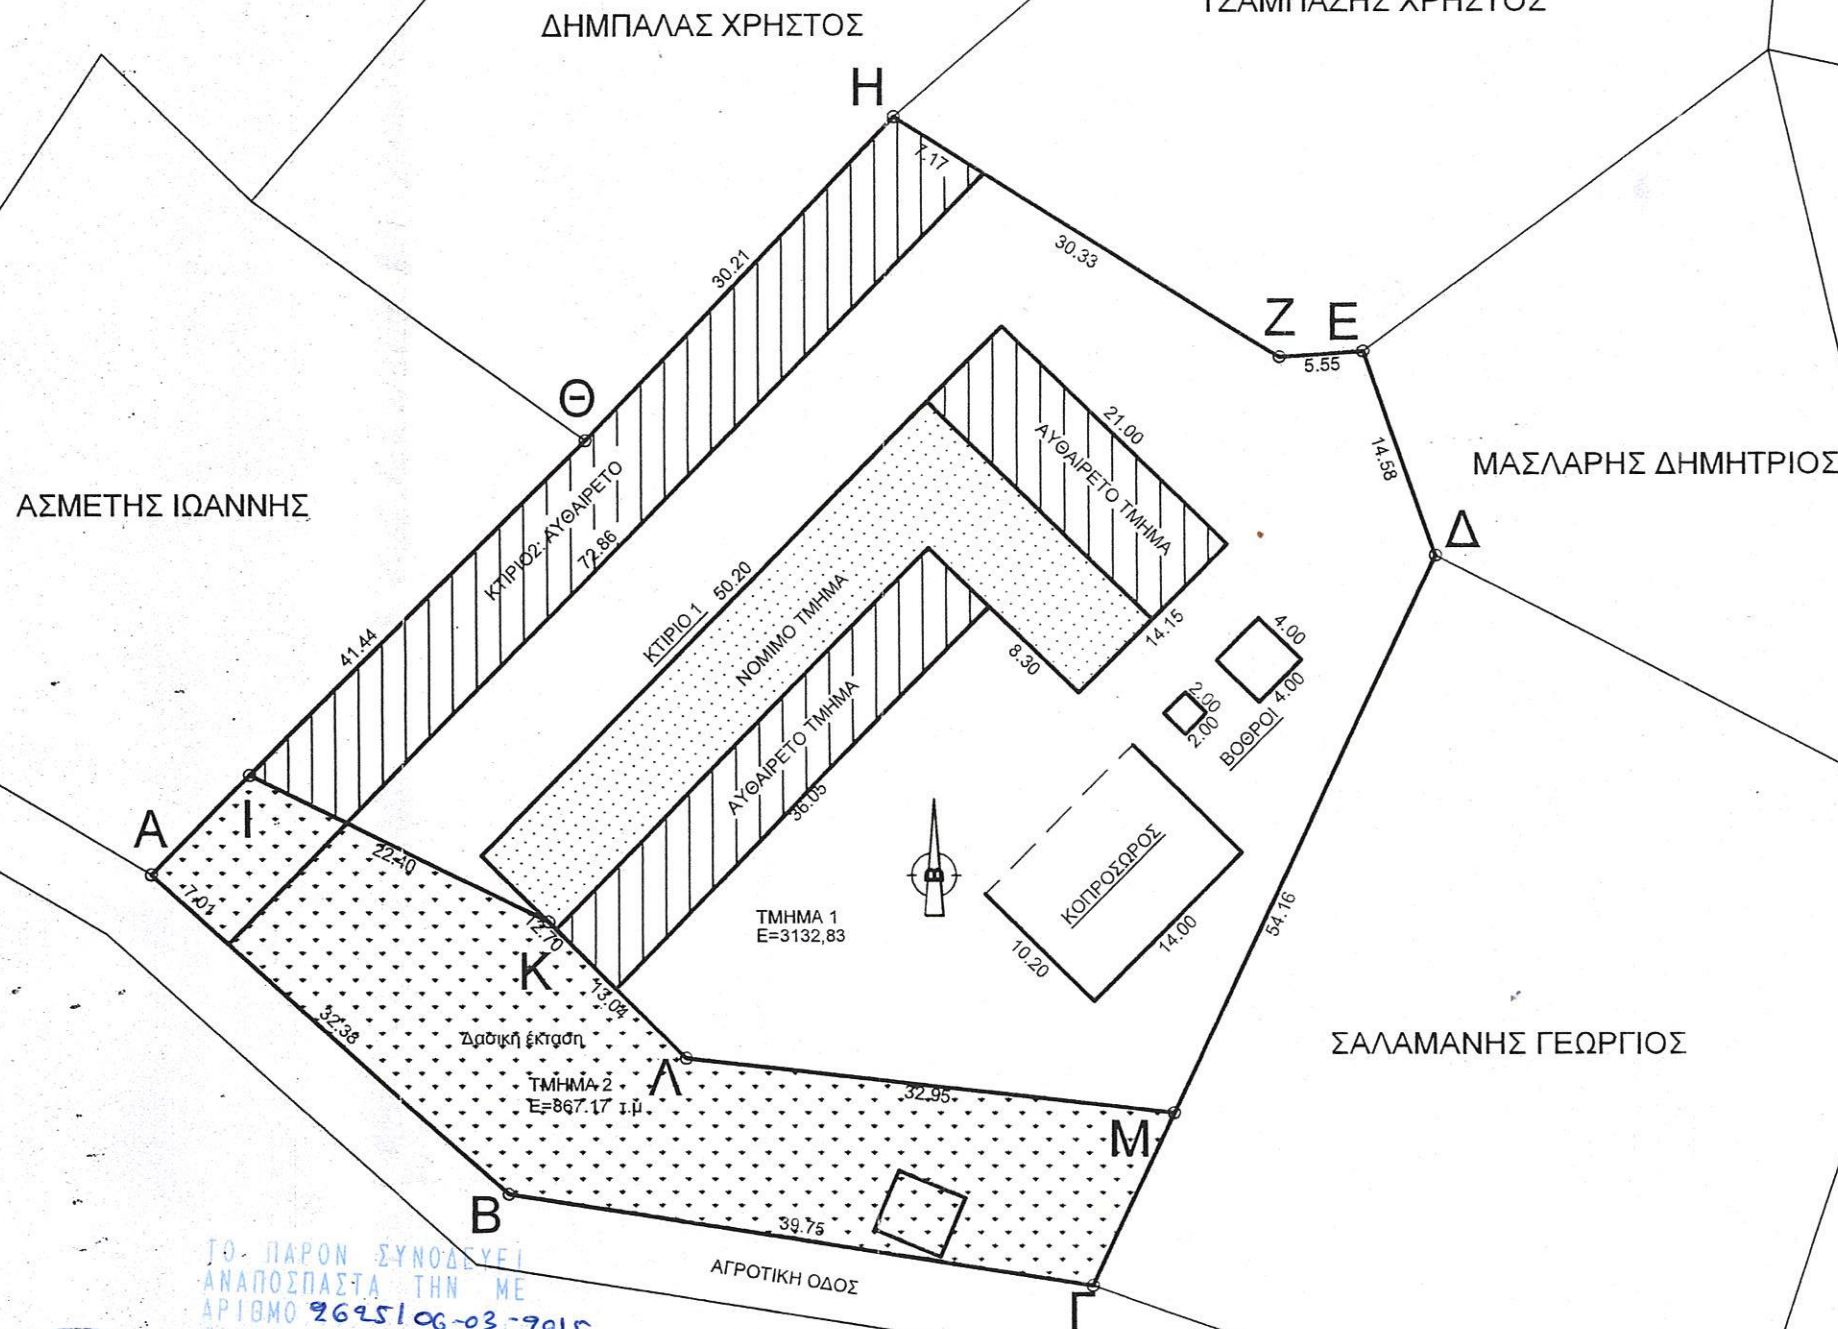 ΔΗΜΠΑΛΑΣ ΧΡΗΣΤΟΣ
ΤΖΑΜΠΑΖΗΣ ΧΡΗΣΤΟΣ
Η
7.17
30.21
30.33
Ζ
Ε
5.55
Θ
21.00
ΑΥΘΑΙΡΕΤΟ ΤΜΗΜΑ
14.58
ΜΑΣΛΑΡΗΣ ΔΗΜΗΤΡΙΟΣ
ΑΣΜΕΤΗΣ ΙΩΑΝΝΗΣ
ΚΤΙΡΙΟ2: ΑΥΘΑΙΡΕΤΟ
72.86
Δ
50.20
ΚΤΙΡΙΟ 1
ΝΟΜΙΜΟ ΤΜΗΜΑ
41.44
14.15
8.30
4.00
4.00
2.00
2.00
ΒΟΘΡΟΙ
ΑΥΘΑΙΡΕΤΟ ΤΜΗΜΑ
36.05
Α
Ι
22.40
7.01
ΚΟΠΡΟΣΩΡΟΣ
Β
54.16
ΤΜΗΜΑ 1
Ε=3132,83
12.70
Κ
10.20
14.00
13.04
32.38
Δασική έκταση
ΣΑΛΑΜΑΝΗΣ ΓΕΩΡΓΙΟΣ
Λ
ΤΜΗΜΑ 2
Ε=867.17 τ.μ
32.95
Μ
Β
39.75
ΑΓΡΟΤΙΚΗ ΟΔΟΣ
Γ
ΤΟ ΠΑΡΟΝ ΣΥΝΟΔΕΥΕΙ
ΑΝΑΠΟΣΠΑΣΤΑ ΤΗΝ ΜΕ
ΑΡΙΘΜΟ 2625/06-03-2015